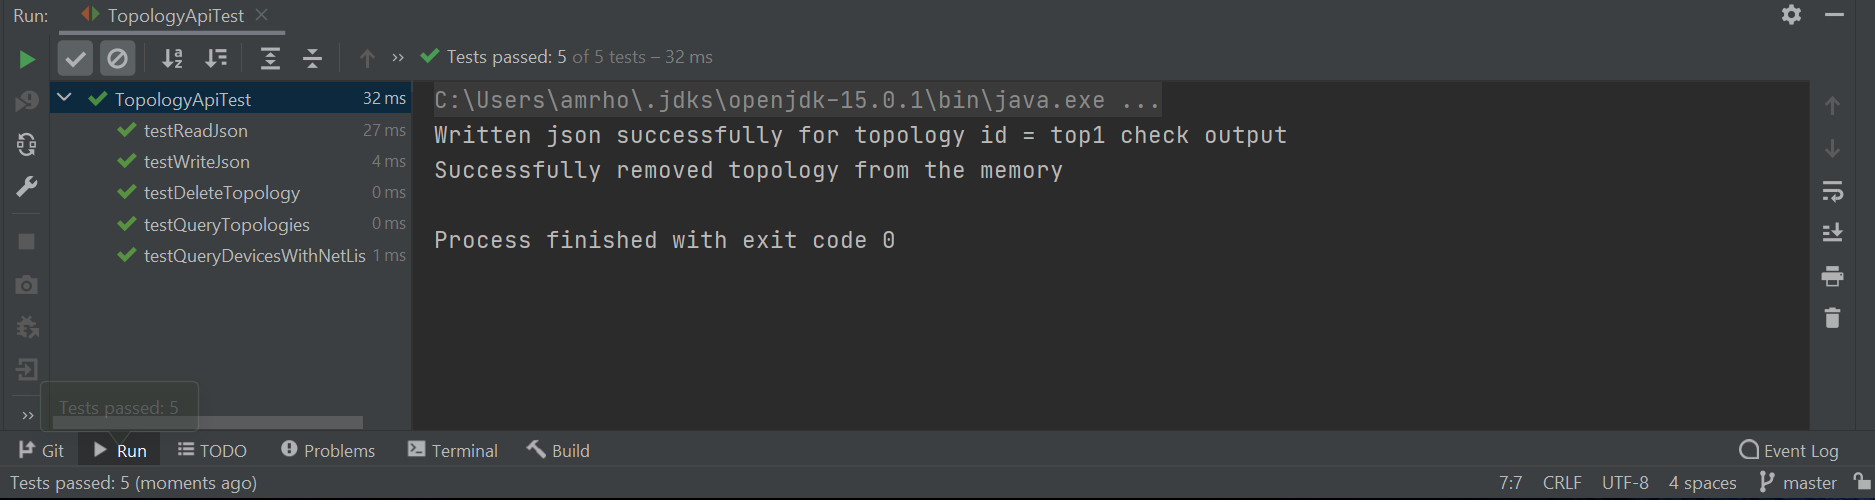 Run: TopologyApiTest
Tests passed: 5 of 5 tests – 32 ms
TopologyApiTest 32 ms
testReadJson 27 ms
testWriteJson 4 ms
testDeleteTopology 0 ms
testQueryTopologies 0 ms
testQueryDevicesWithNetLis 1 ms
C:\Users\amrho\.jdks\openjdk-15.0.1\bin\java.exe ...
Written json successfully for topology id = top1 check output
Successfully removed topology from the memory
Process finished with exit code 0
Tests passed: 5
Git Run TODO Problems Terminal Build Event Log
Tests passed: 5 (moments ago) 7:7 CRLF UTF-8 4 spaces master